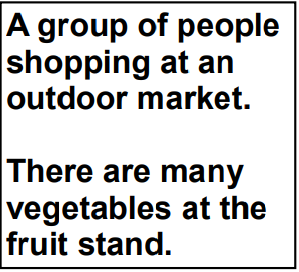 A group of people
shopping at an
outdoor market.
There are many
vegetables at the
fruit stand.